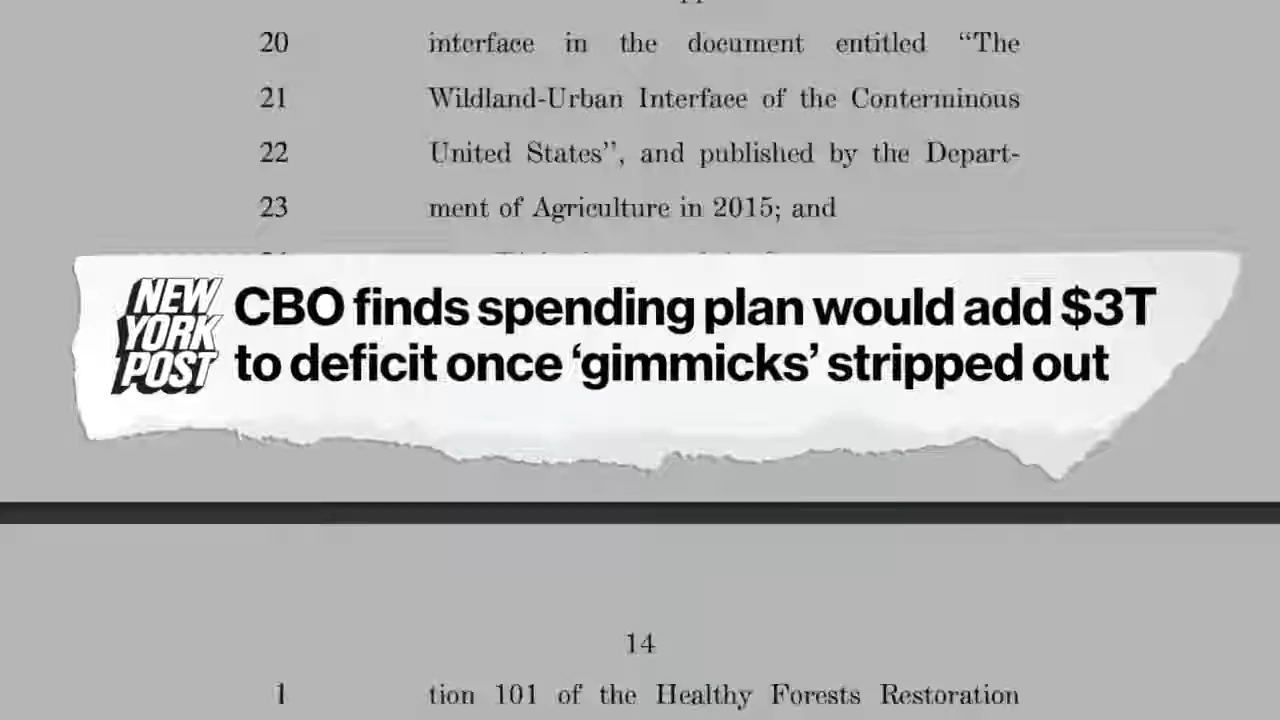 20 interface in the document entitled “The
21 Wildland-Urban Interface of the Conterminous
22 United States’’, and published by the Depart-
23 ment of Agriculture in 2015; and
NEW
YORK
POST
CBO finds spending plan would add $3T
to deficit once ‘gimmicks’ stripped out
14
1 tion 101 of the Healthy Forests Restoration